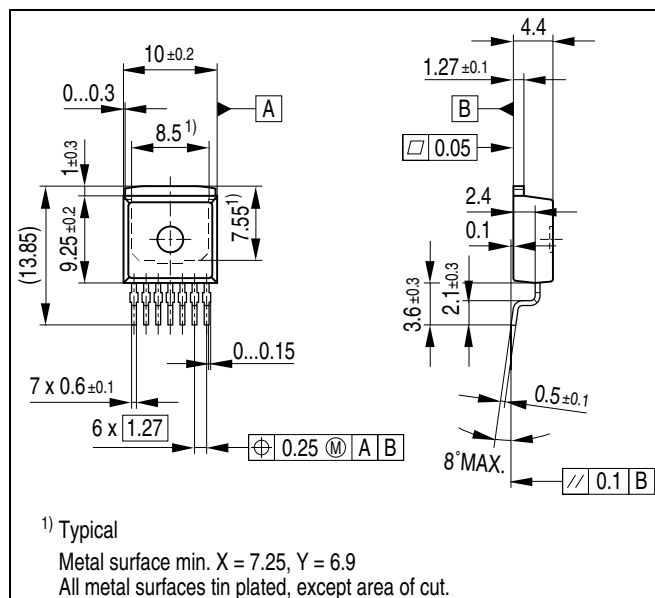 10 ±0.2
0...0.3
A
8.5 1)
1±0.3
(13.85)
9.25 ±0.2
7.55 1)
0...0.15
7 x 0.6 ±0.1
6 x 1.27
⌖ 0.25 Ⓜ A B
4.4
1.27 ±0.1
B
⏥ 0.05
2.4
0.1
3.6 ±0.3
2.1 ±0.3
0.5 ±0.1
8° MAX.
// 0.1 B
1) Typical
Metal surface min. X = 7.25, Y = 6.9
All metal surfaces tin plated, except area of cut.